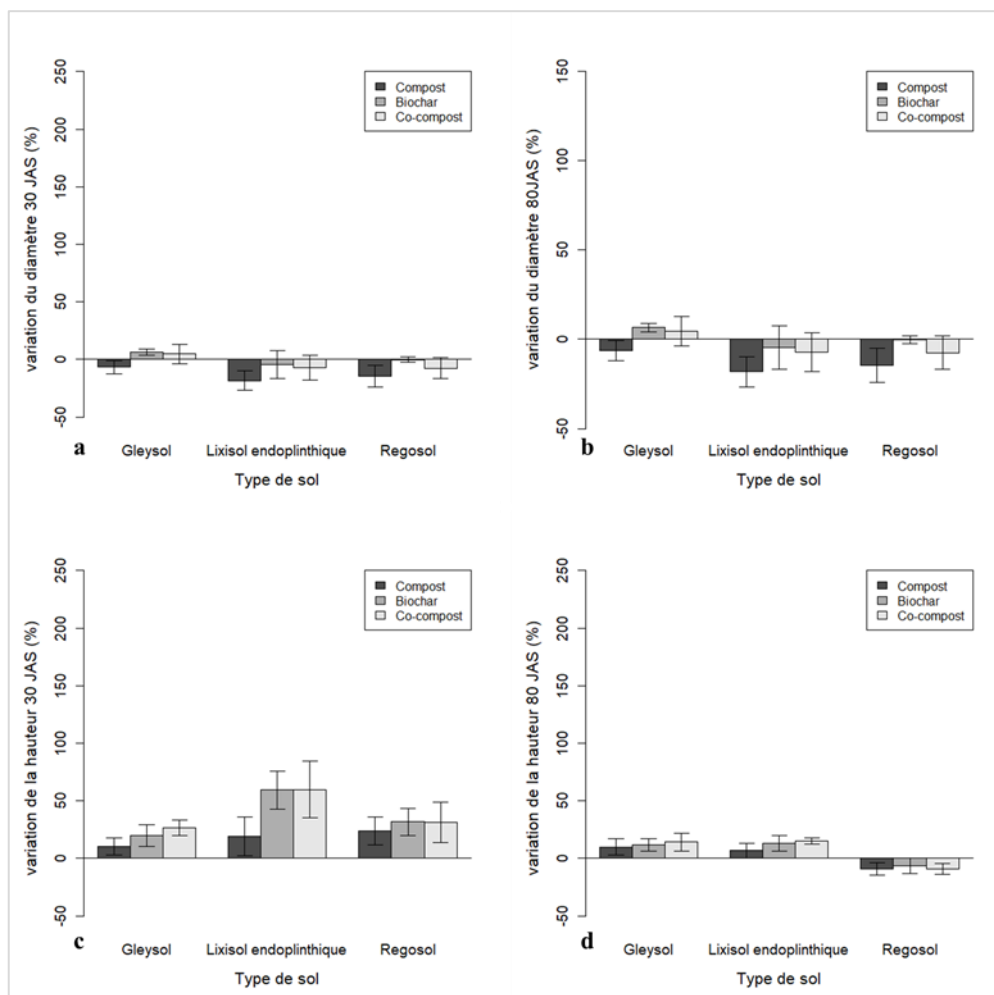 variation du diamètre 30 JAS (%)
250
200
150
100
50
0
-50
Compost
Biochar
Co-compost
a
Gleysol
Lixisol endoplinthique
Regosol
Type de sol
variation du diamètre 80JAS (%)
150
100
50
0
-50
Compost
Biochar
Co-compost
b
Gleysol
Lixisol endoplinthique
Regosol
Type de sol
variation de la hauteur 30 JAS (%)
250
200
150
100
50
0
-50
Compost
Biochar
Co-compost
c
Gleysol
Lixisol endoplinthique
Regosol
Type de sol
variation de la hauteur 80 JAS (%)
250
200
150
100
50
0
-50
Compost
Biochar
Co-compost
d
Gleysol
Lixisol endoplinthique
Regosol
Type de sol